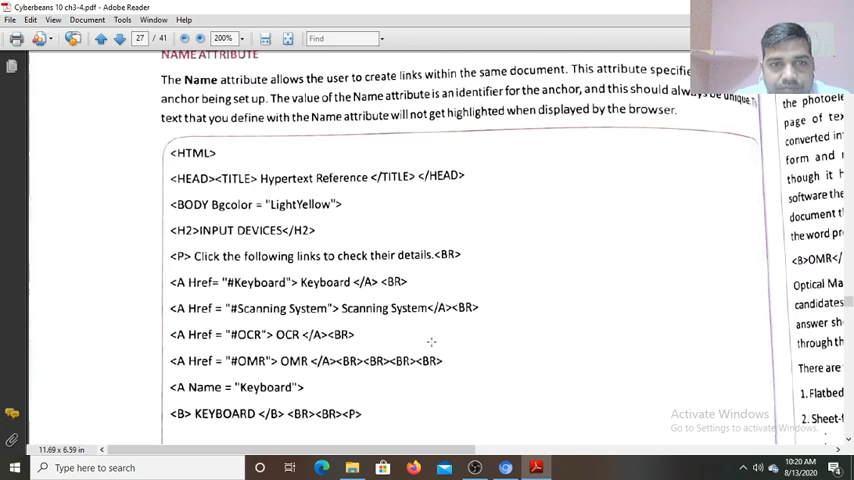 Cyberbeans 10 ch3-4.pdf - Adobe Reader
File Edit View Document Tools Window Help
27 / 41 200% Find
NAME ATTRIBUTE
The Name attribute allows the user to create links within the same document. This attribute specifie
anchor being set up. The value of the Name attribute is an identifier for the anchor, and this should always be unique.
text that you define with the Name attribute will not get highlighted when displayed by the browser.
<HTML>
<HEAD><TITLE> Hypertext Reference </TITLE> </HEAD>
<BODY Bgcolor = "LightYellow">
<H2>INPUT DEVICES</H2>
<P> Click the following links to check their details.<BR>
<A Href= "#Keyboard"> Keyboard </A> <BR>
<A Href = "#Scanning System"> Scanning System</A><BR>
<A Href = "#OCR"> OCR </A><BR>
<A Href = "#OMR"> OMR </A><BR><BR><BR><BR>
<A Name = "Keyboard">
<B> KEYBOARD </B> <BR><BR><P>
the photoele
page of tex
converted in
form and r
though it h
software the
document t
the word pr
<B>OMR</
Optical Ma
candidates
answer sh
through th
There are
1. Flatbed
2. Sheet-f
Activate Windows
Go to Settings to activate Windows.
11.69 x 6.59 in
Type here to search
10:20 AM
8/13/2020
4